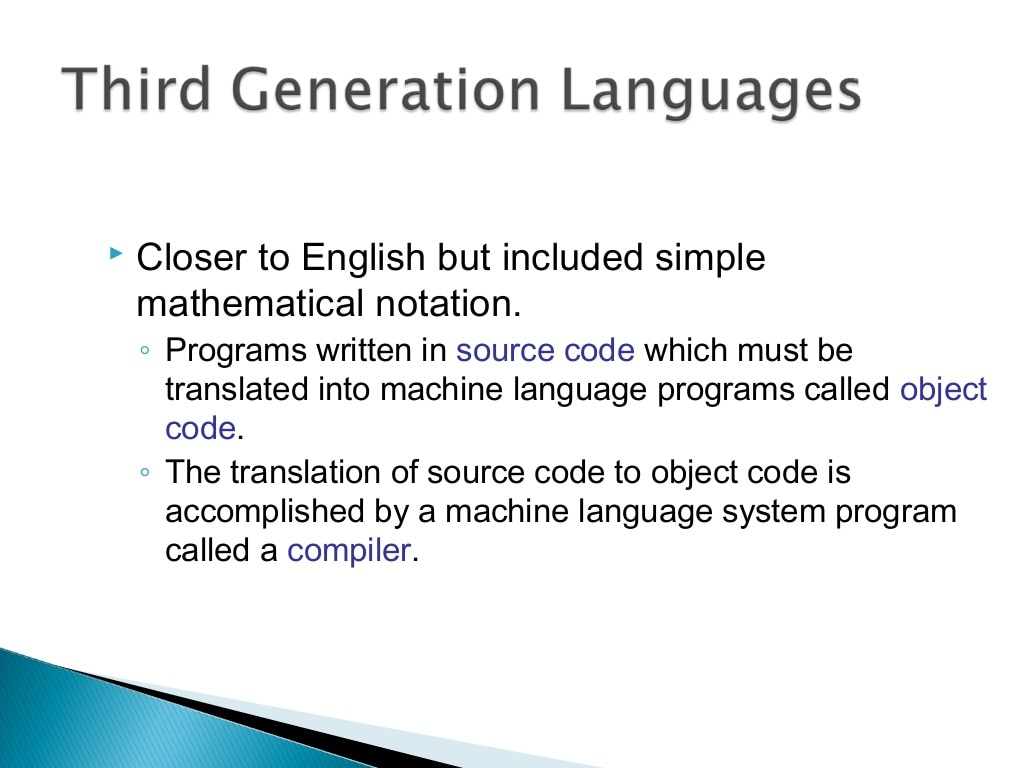 Third Generation Languages
Closer to English but included simple
mathematical notation.
Programs written in source code which must be
translated into machine language programs called object
code.
The translation of source code to object code is
accomplished by a machine language system program
called a compiler.